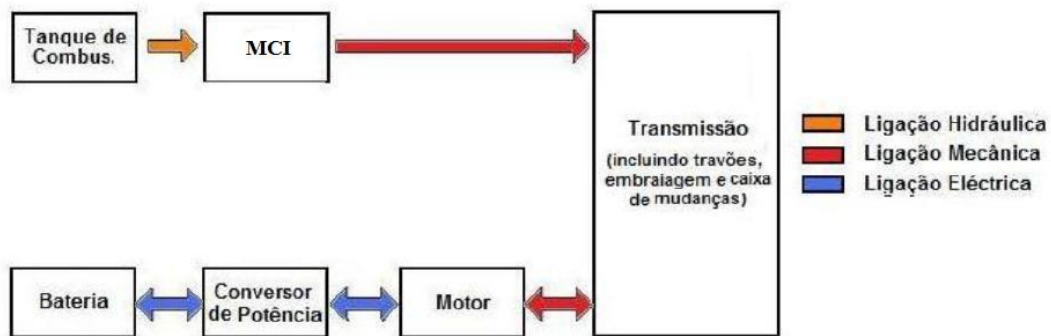 Tanque de
Combus.
MCI
Transmissão
(incluindo travões,
embraiagem e caixa
de mudanças)
Ligação Hidráulica
Ligação Mecânica
Ligação Eléctrica
Bateria
Conversor
de Potência
Motor